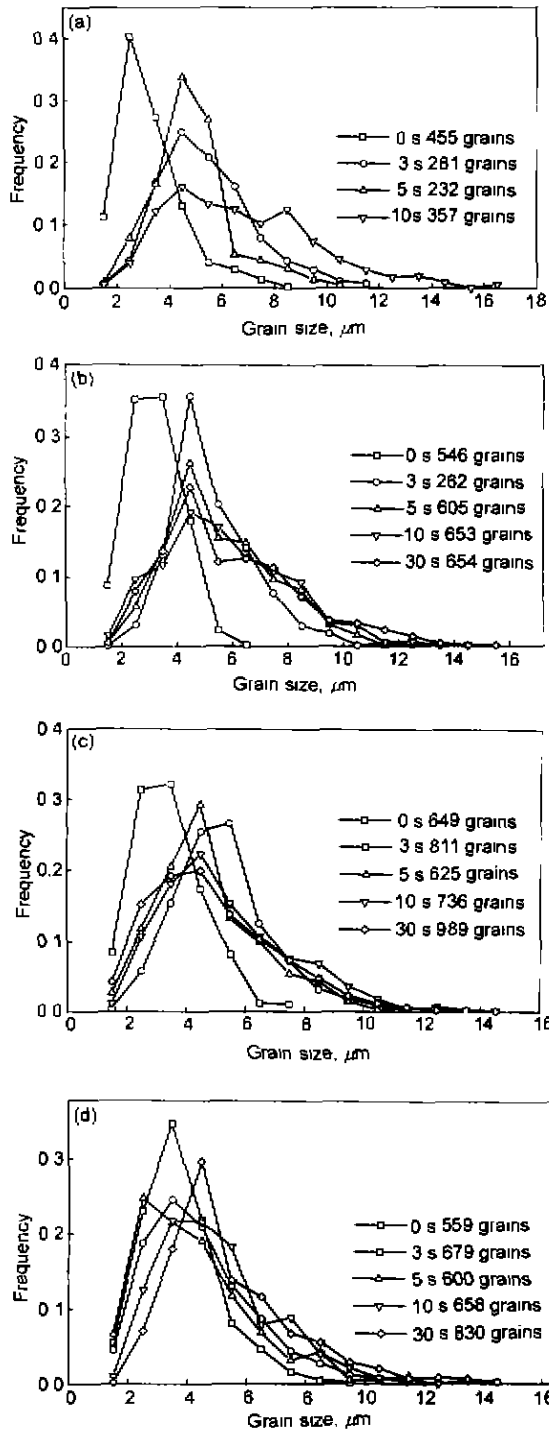 (a)
0 4
0 3
0 2
0 1
0 0
Frequency
0 s 455 grains
3 s 281 grains
5 s 232 grains
10s 357 grains
0 2 4 6 8 10 12 14 16 18
Grain size, μm
(b)
0 4
0 3
0 2
0 1
0 0
Frequency
0 s 546 grains
3 s 262 grains
5 s 605 grains
10 s 653 grains
30 s 654 grains
0 2 4 6 8 10 12 14 16
Grain size, μm
(c)
0 4
0 3
0 2
0 1
0 0
Frequency
0 s 649 grains
3 s 811 grains
5 s 625 grains
10 s 736 grains
30 s 989 grains
0 2 4 6 8 10 12 14 16
Grain size, μm
(d)
0 3
0 2
0 1
0 0
Frequency
0 s 559 grains
3 s 679 grains
5 s 600 grains
10 s 658 grains
30 s 830 grains
0 2 4 6 8 10 12 14 16
Grain size, μm